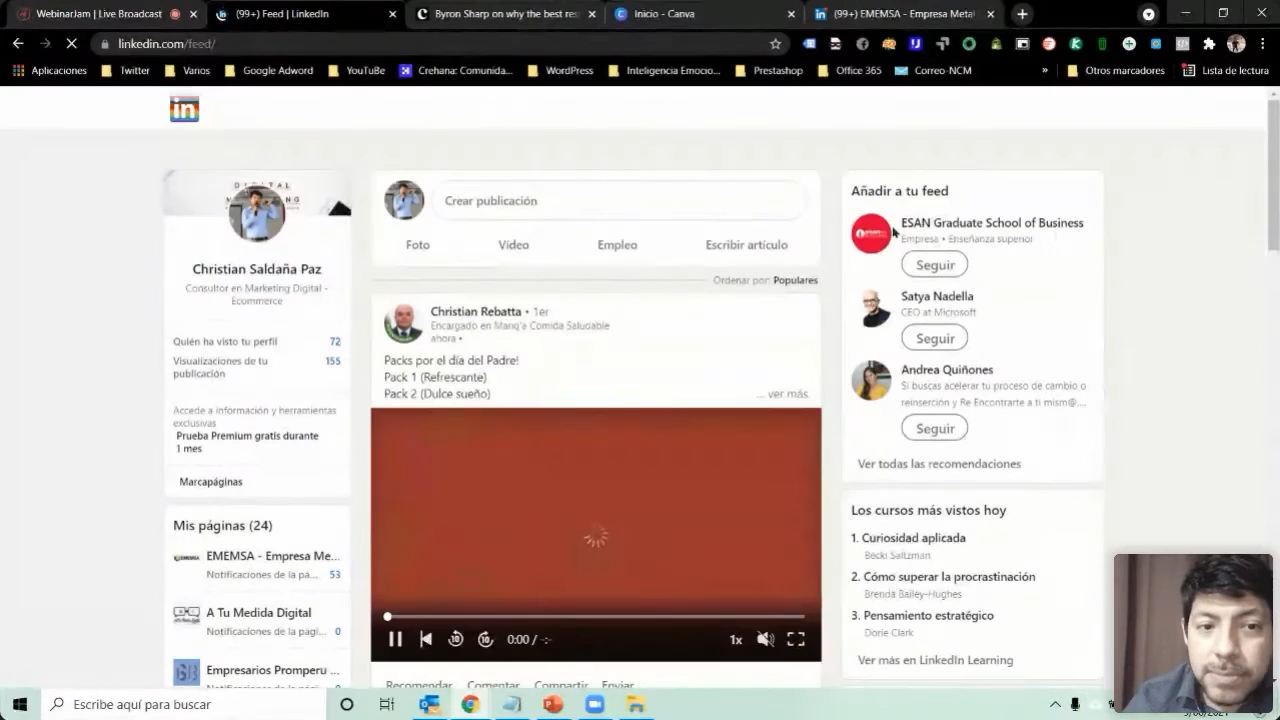 WebinarJam | Live Broadcast
(99+) Feed | LinkedIn
Byron Sharp on why the best res
Inicio - Canva
(99+) EMEMSA - Empresa Metal
linkedin.com/feed/
Aplicaciones
Twitter
Varios
Google Adword
YouTBe
Crehana: Comunida...
WordPress
Inteligencia Emocio...
Prestashop
Office 365
Correo-NCM
»
Otros marcadores
Lista de lectura
in
DIGITAL
Christian Saldaña Paz
Consultor en Marketing Digital -
Ecommerce
Quién ha visto tu perfil 72
Visualizaciones de tu 155
publicación
Accede a información y herramientas
exclusivas
Prueba Premium gratis durante
1 mes
Marcapáginas
Mis páginas (24)
EMEMSA - Empresa Me...
Notificaciones de la pá... 53
A Tu Medida Digital
Notificaciones de la pági... 0
Empresarios Promperu ...
Crear publicación
Foto
Vídeo
Empleo
Escribir artículo
Ordenar por: Populares
Christian Rebatta • 1er
Encargado en Manq'a Comida Saludable
ahora •
Packs por el día del Padre!
Pack 1 (Refrescante)
Pack 2 (Dulce sueño)
... ver más
10
10
0:00 / -:-
1x
Recomendar
Comentar
Compartir
Enviar
Añadir a tu feed
esan
ESAN Graduate School of Business
Empresa • Enseñanza superior
Seguir
Satya Nadella
CEO at Microsoft
Seguir
Andrea Quiñones
Si buscas acelerar tu proceso de cambio o
reinserción y Re Encontrarte a ti mism@,...
Seguir
Ver todas las recomendaciones
Los cursos más vistos hoy
1. Curiosidad aplicada
Becki Saltzman
2. Cómo superar la procrastinación
Brenda Bailey-Hughes
3. Pensamiento estratégico
Dorie Clark
Ver más en LinkedIn Learning
Escribe aquí para buscar